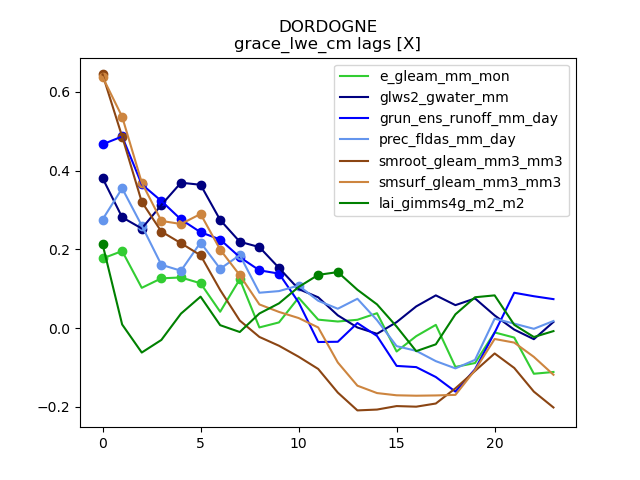 DORDOGNE
grace_lwe_cm lags [X]
e_gleam_mm_mon
glws2_gwater_mm
grun_ens_runoff_mm_day
prec_fldas_mm_day
smroot_gleam_mm3_mm3
smsurf_gleam_mm3_mm3
lai_gimms4g_m2_m2
0.6
0.4
0.2
0.0
−0.2
0 5 10 15 20